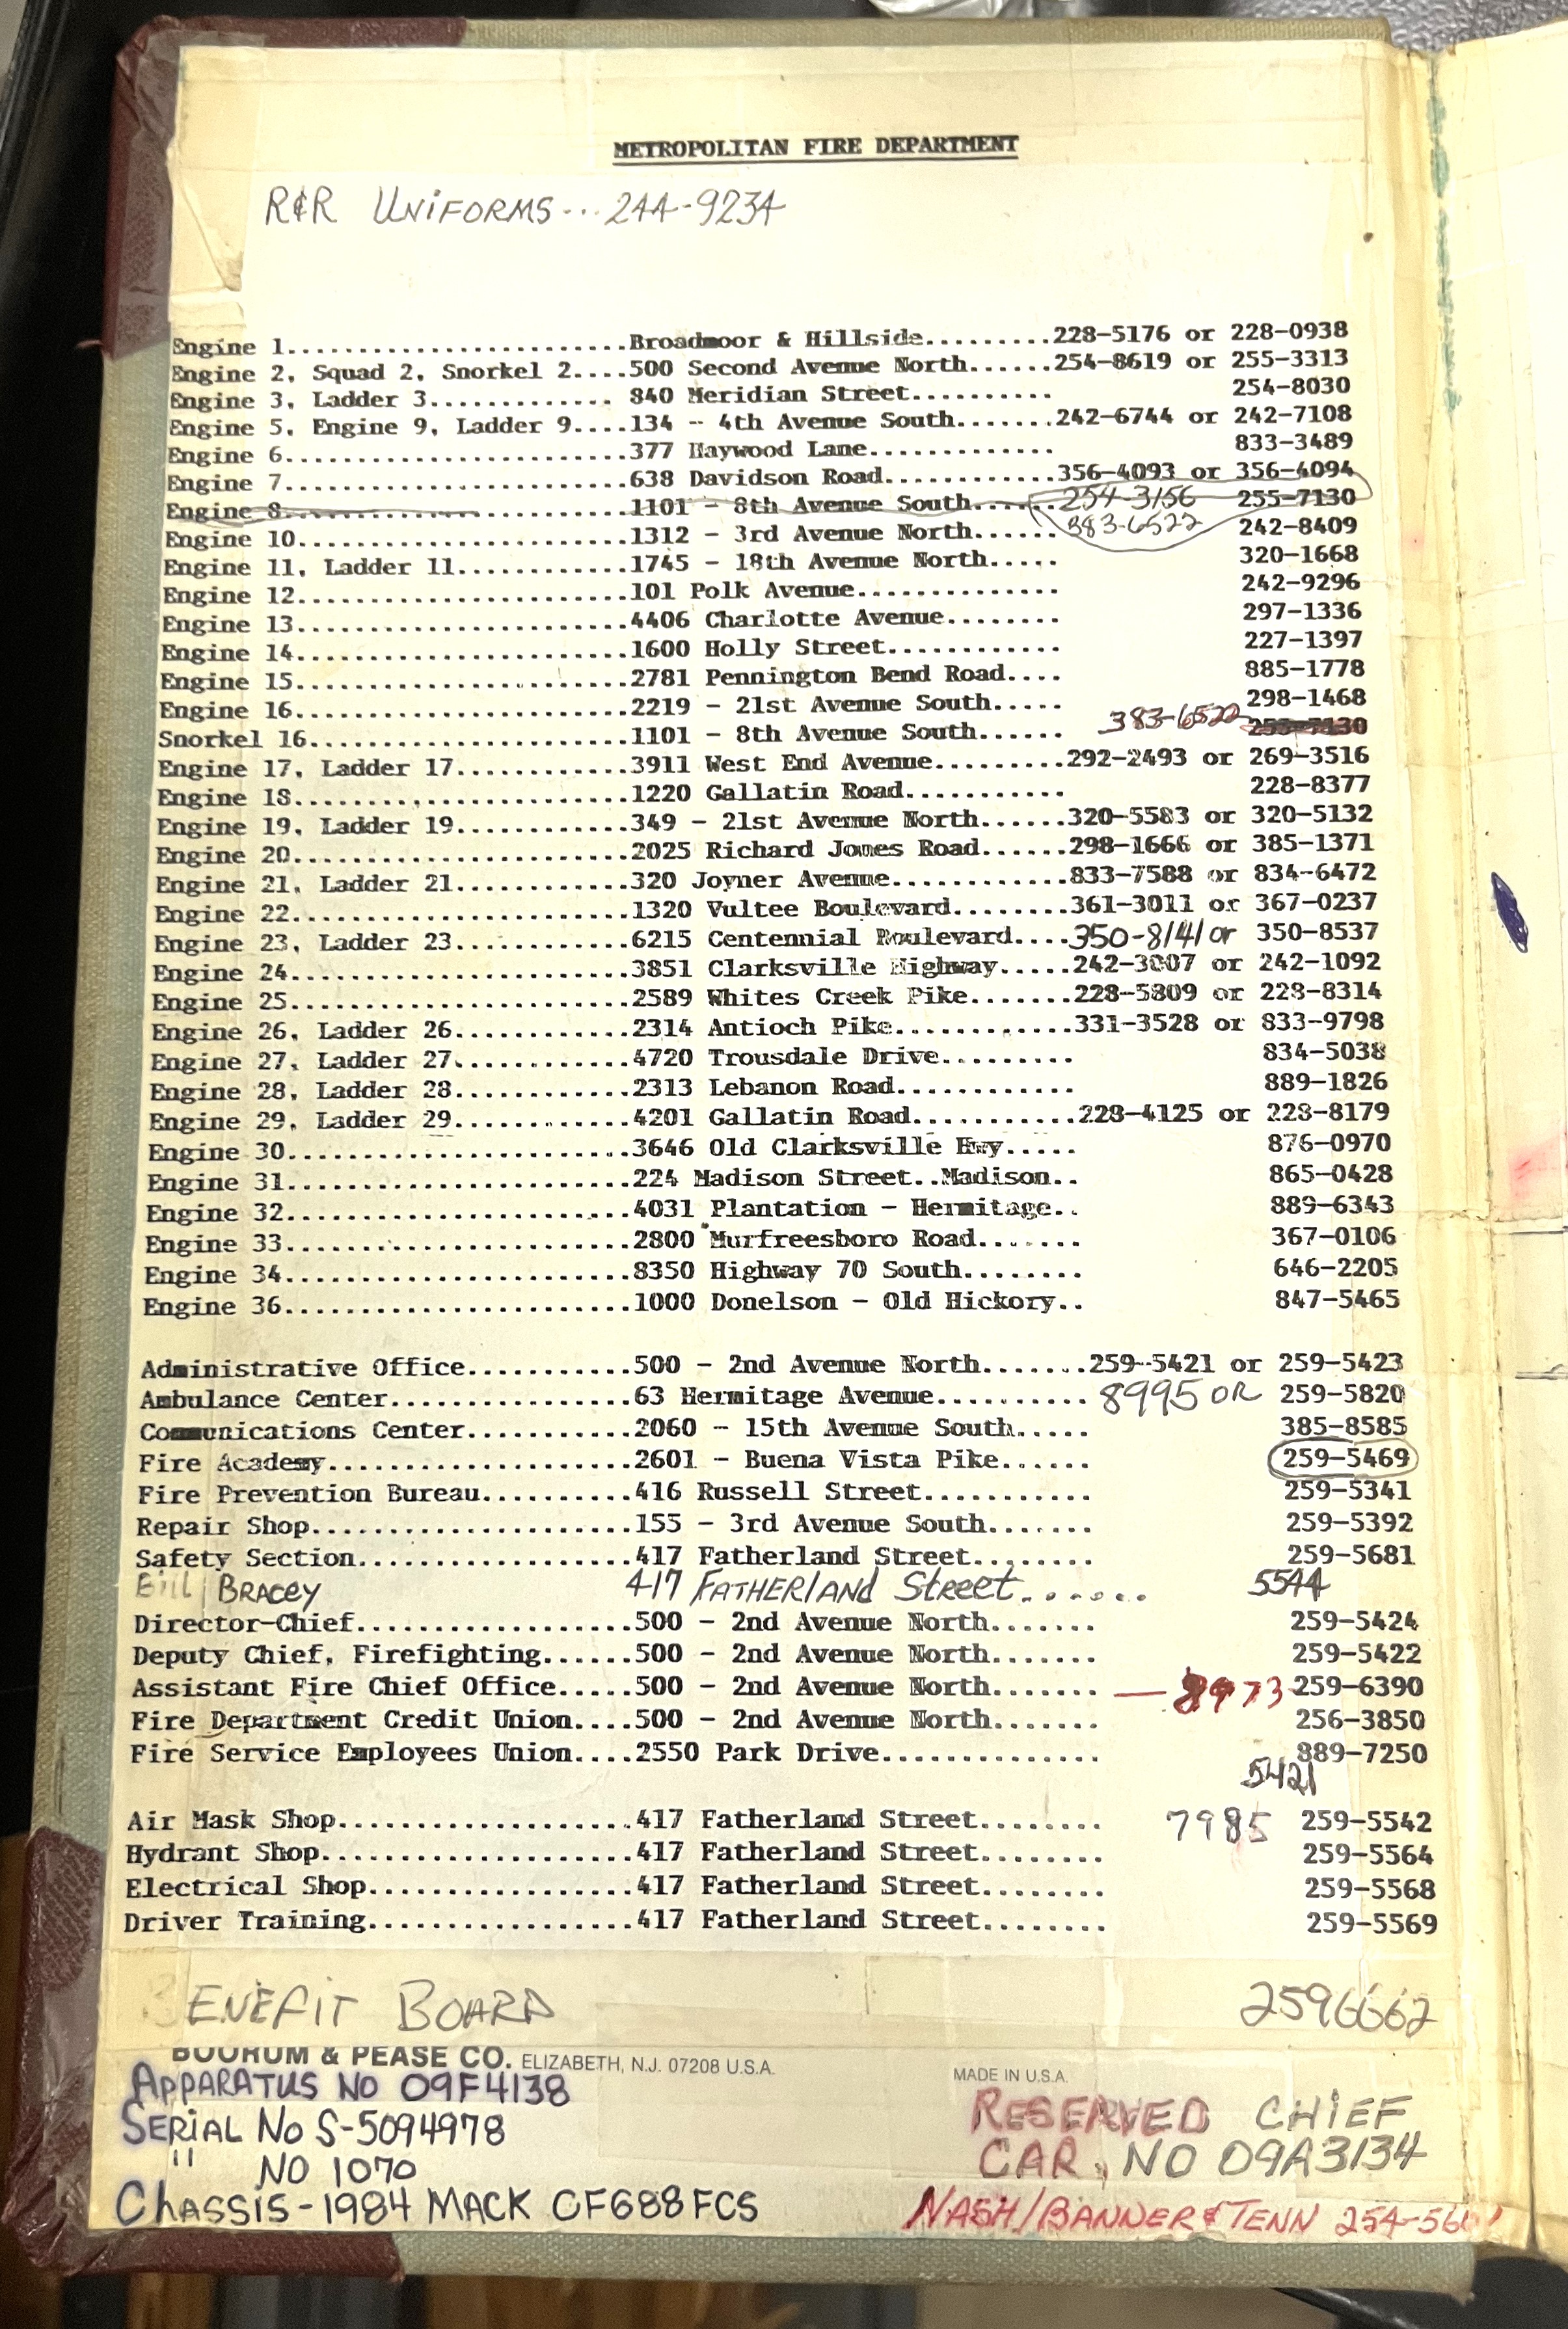 METROPOLITAN FIRE DEPARTMENT
R&R UNIFORMS... 244-9234
Engine 1..........................Broadmoor & Hillside.........228-5176 or 228-0938
Engine 2, Squad 2, Snorkel 2....500 Second Avenue North......254-8619 or 255-3313
Engine 3, Ladder 3.............. 840 Meridian Street........... 254-8030
Engine 5, Engine 9, Ladder 9....134 - 4th Avenue South.......242-6744 or 242-7108
Engine 6..........................377 Haywood Lane............. 833-3489
Engine 7..........................638 Davidson Road............356-4093 or 356-4094
Engine 8..........................1101 - 8th Avenue South...... 254-3156 255-7130
383-6522
Engine 10.........................1312 - 3rd Avenue North...... 242-8409
Engine 11, Ladder 11.............1745 - 18th Avenue North..... 320-1668
Engine 12.........................101 Polk Avenue.............. 242-9296
Engine 13.........................4406 Charlotte Avenue........ 297-1336
Engine 14.........................1600 Holly Street............ 227-1397
Engine 15.........................2781 Pennington Bend Road.... 885-1778
Engine 16.........................2219 - 21st Avenue South..... 298-1468
Snorkel 16........................1101 - 8th Avenue South...... 383-6522 255-7130
Engine 17, Ladder 17.............3911 West End Avenue.........292-2493 or 269-3516
Engine 18.........................1220 Gallatin Road........... 228-8377
Engine 19, Ladder 19.............349 - 21st Avenue North......320-5583 or 320-5132
Engine 20.........................2025 Richard Jones Road......298-1666 or 385-1371
Engine 21, Ladder 21.............320 Joyner Avenue............833-7588 or 834-6472
Engine 22.........................1320 Vultee Boulevard........361-3011 or 367-0237
Engine 23, Ladder 23.............6215 Centennial Boulevard....350-8141 or 350-8537
Engine 24.........................3851 Clarksville Highway.....242-3007 or 242-1092
Engine 25.........................2589 Whites Creek Pike.......228-5809 or 228-8314
Engine 26, Ladder 26.............2314 Antioch Pike............331-3528 or 833-9798
Engine 27, Ladder 27.............4720 Trousdale Drive......... 834-5038
Engine 28, Ladder 28.............2313 Lebanon Road............ 889-1826
Engine 29, Ladder 29.............4201 Gallatin Road...........228-4125 or 228-8179
Engine 30.........................3646 Old Clarksville Hwy..... 876-0970
Engine 31.........................224 Madison Street..Madison.. 865-0428
Engine 32.........................4031 Plantation - Hermitage.. 889-6343
Engine 33.........................2800 Murfreesboro Road....... 367-0106
Engine 34.........................8350 Highway 70 South........ 646-2205
Engine 36.........................1000 Donelson - Old Hickory.. 847-5465
Administrative Office............500 - 2nd Avenue North.......259-5421 or 259-5423
Ambulance Center..................63 Hermitage Avenue.......... 8995 OR 259-5820
Communications Center............2060 - 15th Avenue South..... 385-8585
Fire Academy......................2601 - Buena Vista Pike...... 259-5469
Fire Prevention Bureau...........416 Russell Street........... 259-5341
Repair Shop.......................155 - 3rd Avenue South....... 259-5392
Safety Section....................417 Fatherland Street........ 259-5681
Bill BRACEY 417 FATHERLAND Street....... 5544
Director-Chief....................500 - 2nd Avenue North....... 259-5424
Deputy Chief, Firefighting......500 - 2nd Avenue North....... 259-5422
Assistant Fire Chief Office.....500 - 2nd Avenue North...... — 8973 259-6390
Fire Department Credit Union....500 - 2nd Avenue North....... 256-3850
Fire Service Employees Union....2550 Park Drive.............. 889-7250
5421
Air Mask Shop.....................417 Fatherland Street........ 7985 259-5542
Hydrant Shop......................417 Fatherland Street........ 259-5564
Electrical Shop...................417 Fatherland Street........ 259-5568
Driver Training...................417 Fatherland Street........ 259-5569
BENEFIT BOARD 2596662
BOORUM & PEASE CO. ELIZABETH, N.J. 07208 U.S.A. MADE IN U.S.A.
APPARATUS NO 09F4138
SERIAL NO S-5094978
" NO 1070
CHASSIS-1984 MACK CF688FCS
RESERVED CHIEF
CAR, NO 09A3134
NASH/BANNER & TENN 254-56